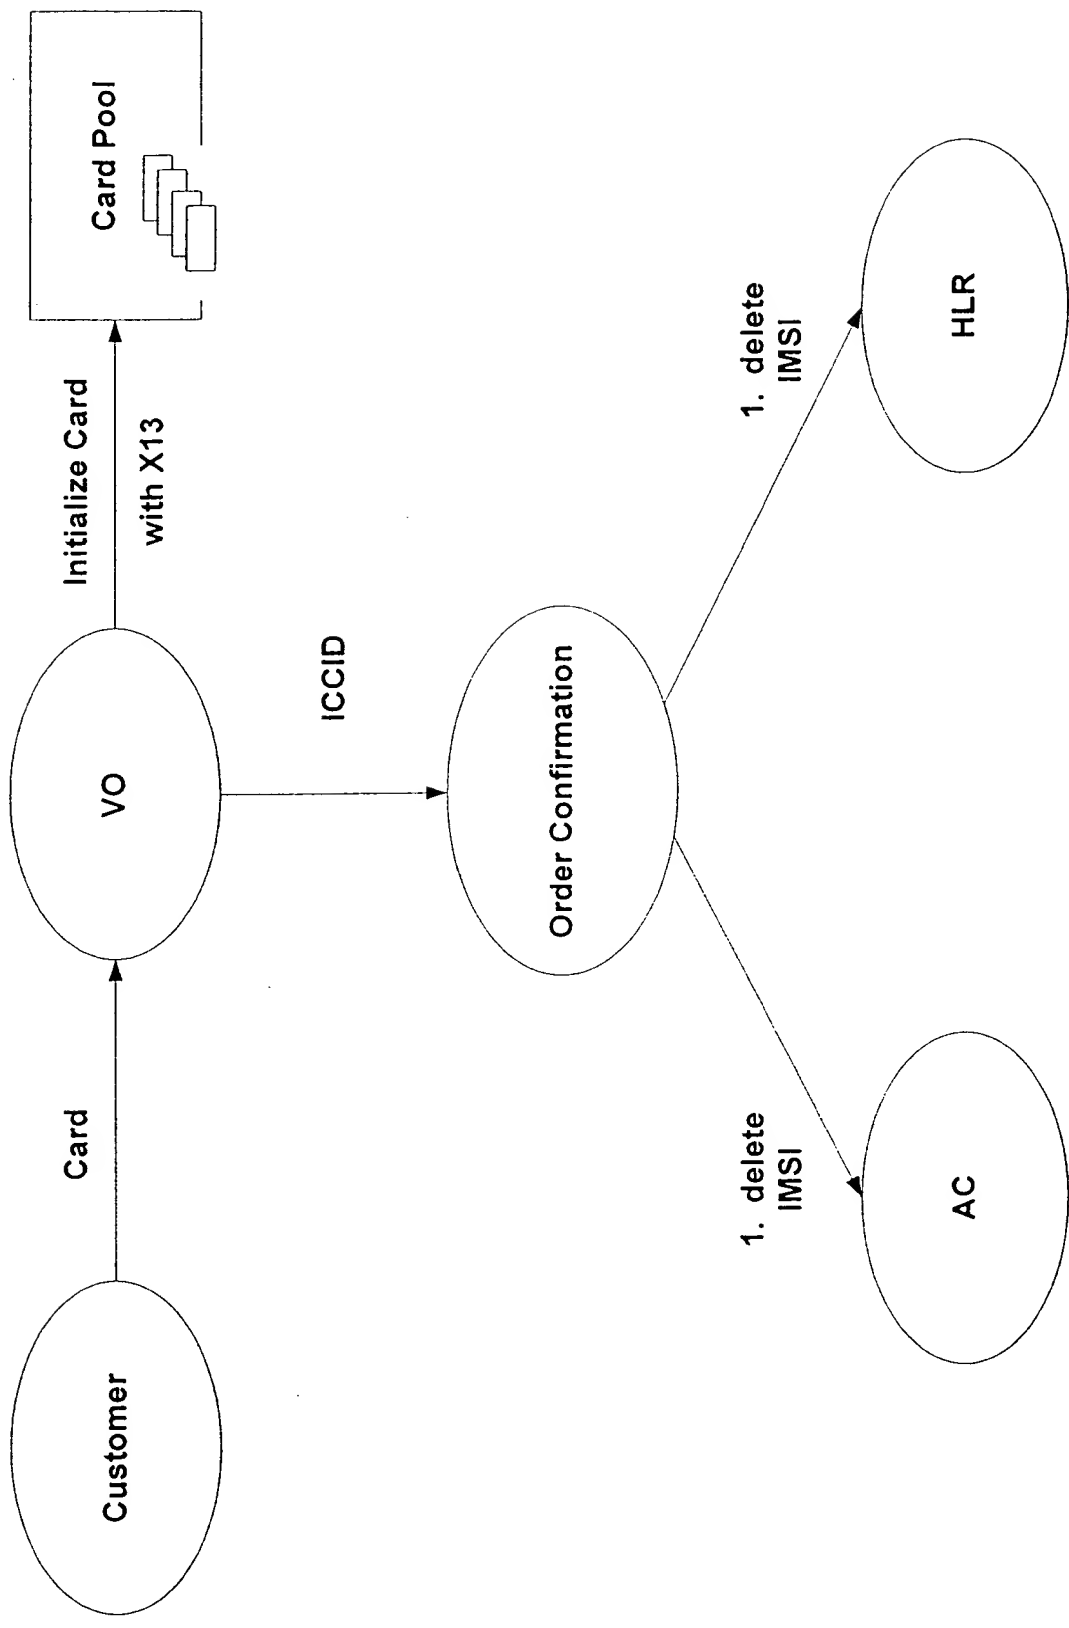 Customer
Card
VO
Initialize Card
with X13
Card Pool
ICCID
Order Confirmation
1. delete
IMSI
1. delete
IMSI
AC
HLR